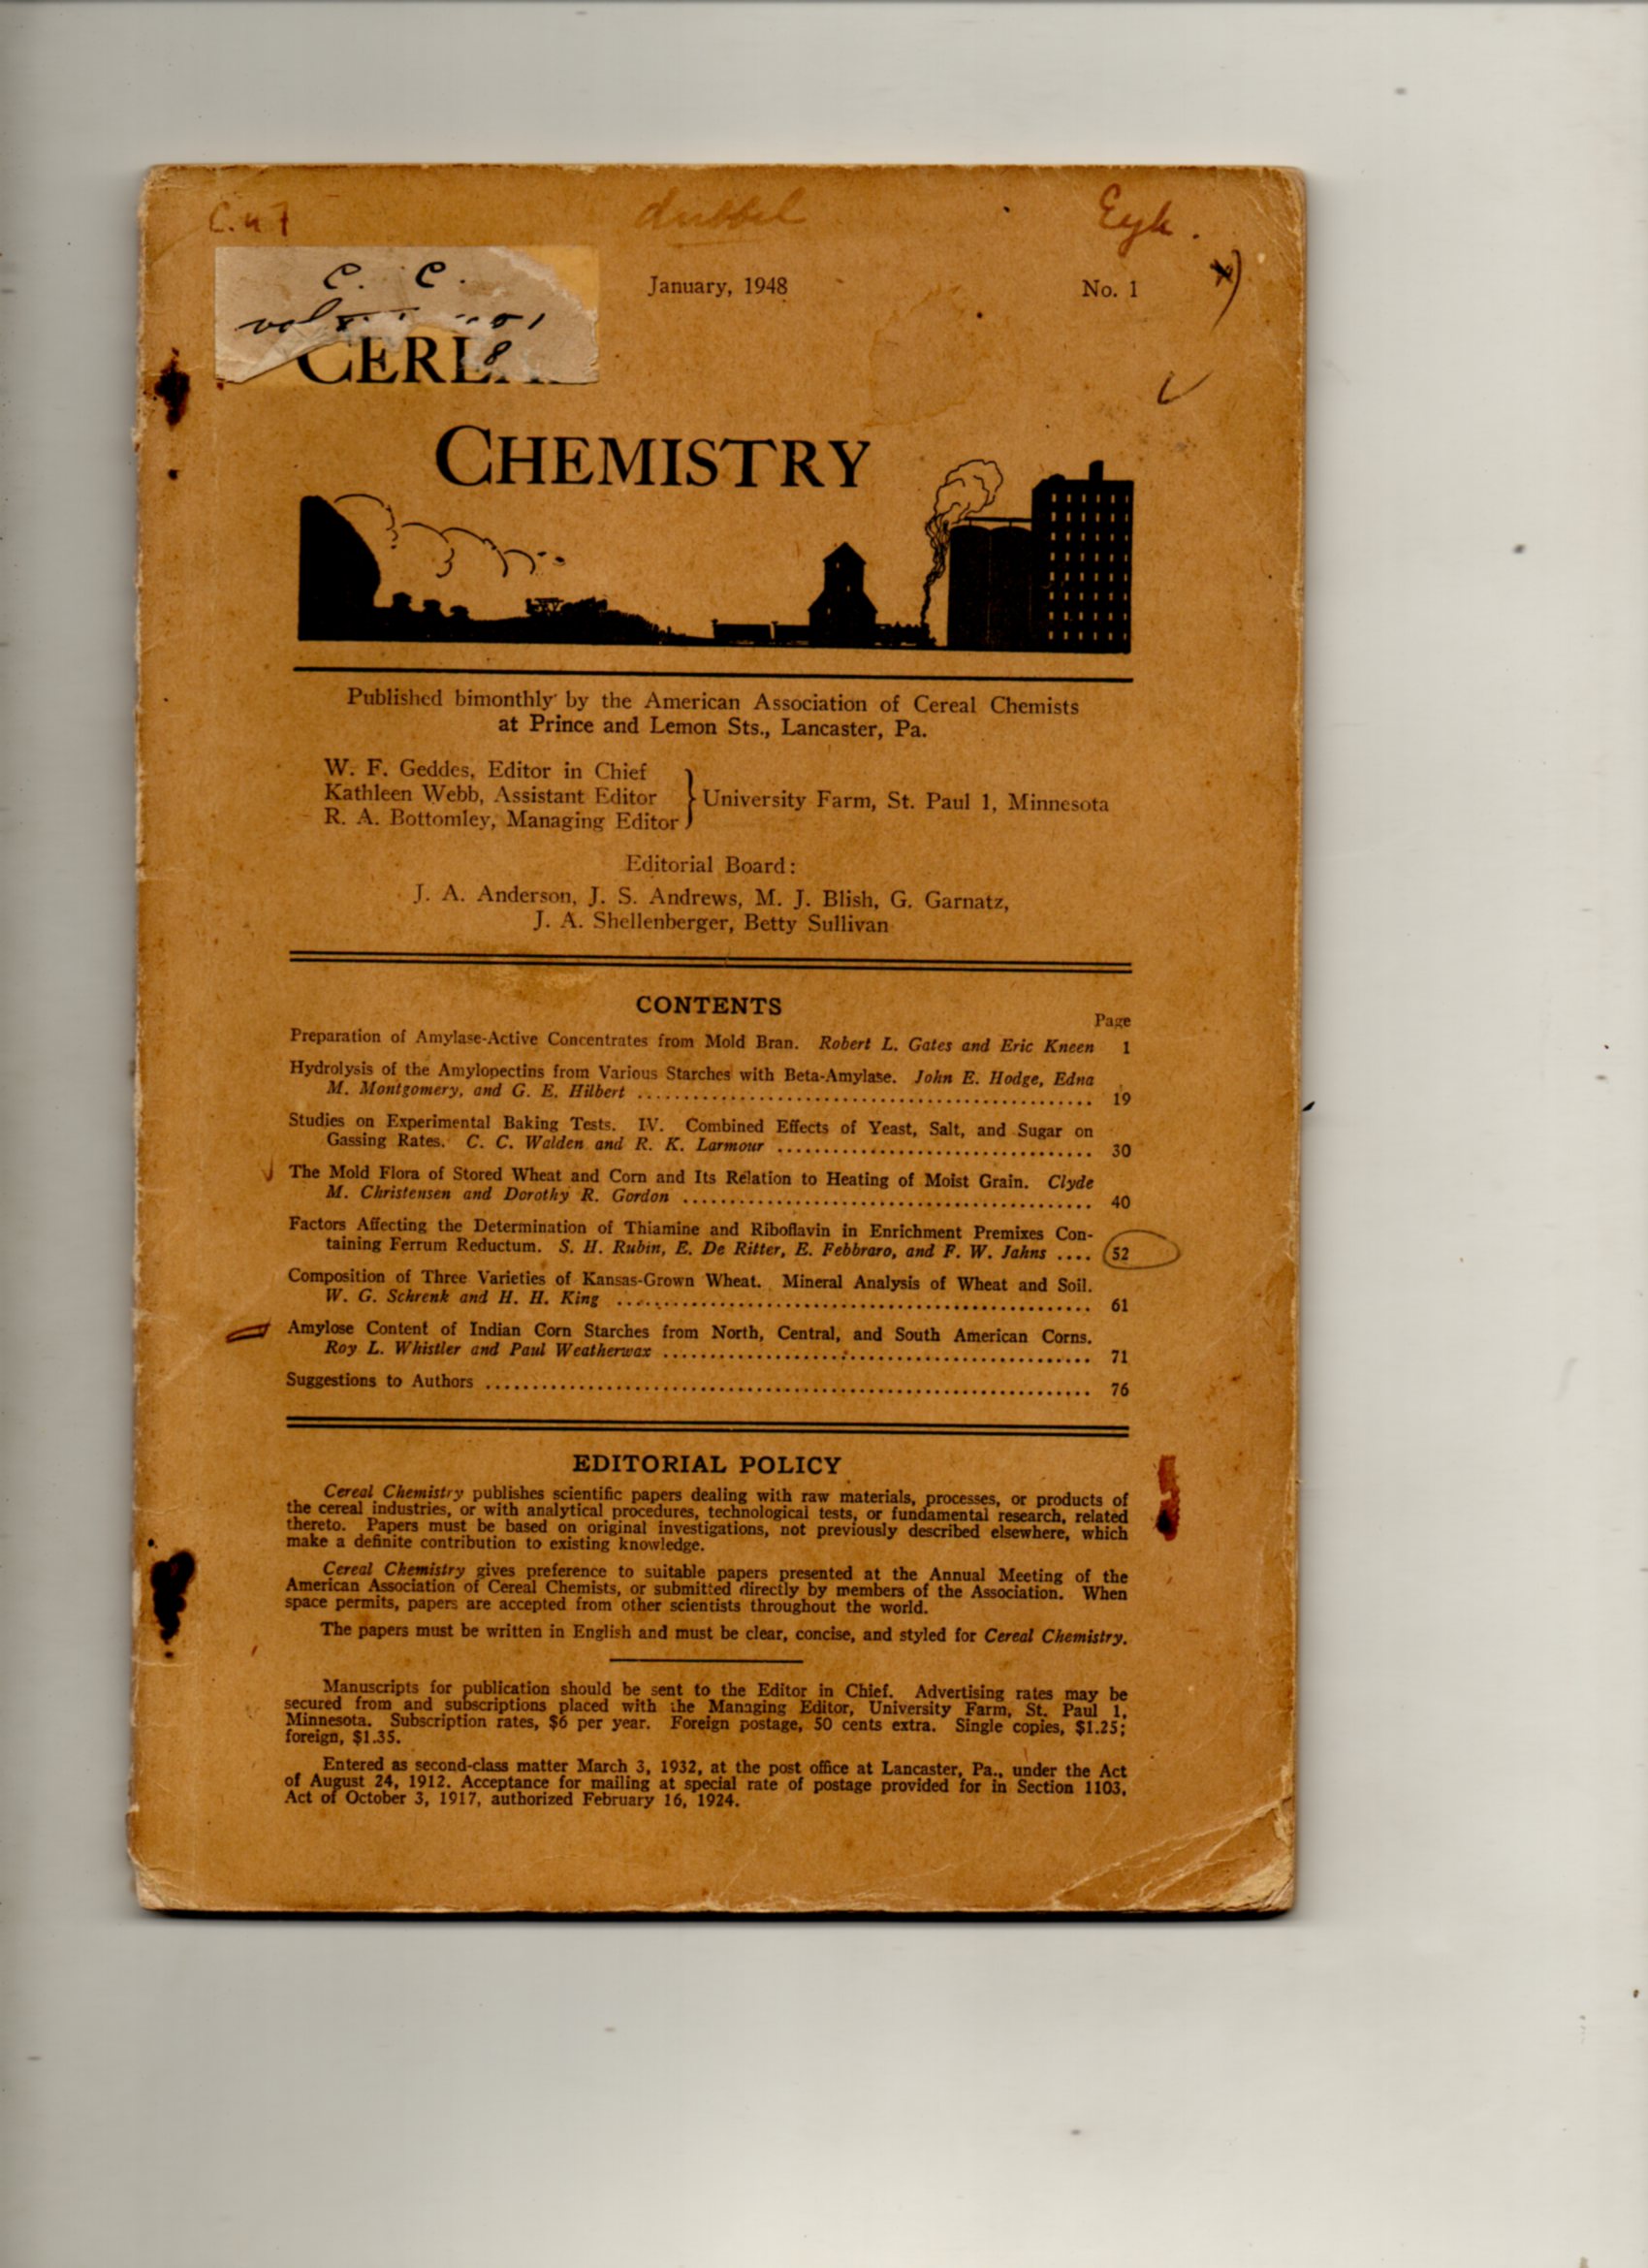 dubbel
Eyk.
C. C.
January, 1948
No. 1
CHEMISTRY
Published bimonthly by the American Association of Cereal Chemists
at Prince and Lemon Sts., Lancaster, Pa.
W. F. Geddes, Editor in Chief
Kathleen Webb, Assistant Editor
R. A. Bottomley, Managing Editor
University Farm, St. Paul 1, Minnesota
Editorial Board:
J. A. Anderson, J. S. Andrews, M. J. Blish, G. Garnatz,
J. A. Shellenberger, Betty Sullivan
CONTENTS
Page
Preparation of Amylase-Active Concentrates from Mold Bran. Robert L. Gates and Eric Kneen 1
Hydrolysis of the Amylopectins from Various Starches with Beta-Amylase. John E. Hodge, Edna
M. Montgomery, and G. E. Hilbert ........ 19
Studies on Experimental Baking Tests. IV. Combined Effects of Yeast, Salt, and Sugar on
Gassing Rates. C. C. Walden and R. K. Larmour ........ 30
The Mold Flora of Stored Wheat and Corn and Its Relation to Heating of Moist Grain. Clyde
M. Christensen and Dorothy R. Gordon ........ 40
Factors Affecting the Determination of Thiamine and Riboflavin in Enrichment Premixes Con-
taining Ferrum Reductum. S. H. Rubin, E. De Ritter, E. Febbraro, and F. W. Jahns .... 52
Composition of Three Varieties of Kansas-Grown Wheat. Mineral Analysis of Wheat and Soil.
W. G. Schrenk and H. H. King ........ 61
Amylose Content of Indian Corn Starches from North, Central, and South American Corns.
Roy L. Whistler and Paul Weatherwax ........ 71
Suggestions to Authors ........ 76
EDITORIAL POLICY
Cereal Chemistry publishes scientific papers dealing with raw materials, processes, or products of
the cereal industries, or with analytical procedures, technological tests, or fundamental research, related
thereto. Papers must be based on original investigations, not previously described elsewhere, which
make a definite contribution to existing knowledge.
Cereal Chemistry gives preference to suitable papers presented at the Annual Meeting of the
American Association of Cereal Chemists, or submitted directly by members of the Association. When
space permits, papers are accepted from other scientists throughout the world.
The papers must be written in English and must be clear, concise, and styled for Cereal Chemistry.
Manuscripts for publication should be sent to the Editor in Chief. Advertising rates may be
secured from and subscriptions placed with the Managing Editor, University Farm, St. Paul 1,
Minnesota. Subscription rates, $6 per year. Foreign postage, 50 cents extra. Single copies, $1.25;
foreign, $1.35.
Entered as second-class matter March 3, 1932, at the post office at Lancaster, Pa., under the Act
of August 24, 1912. Acceptance for mailing at special rate of postage provided for in Section 1103,
Act of October 3, 1917, authorized February 16, 1924.